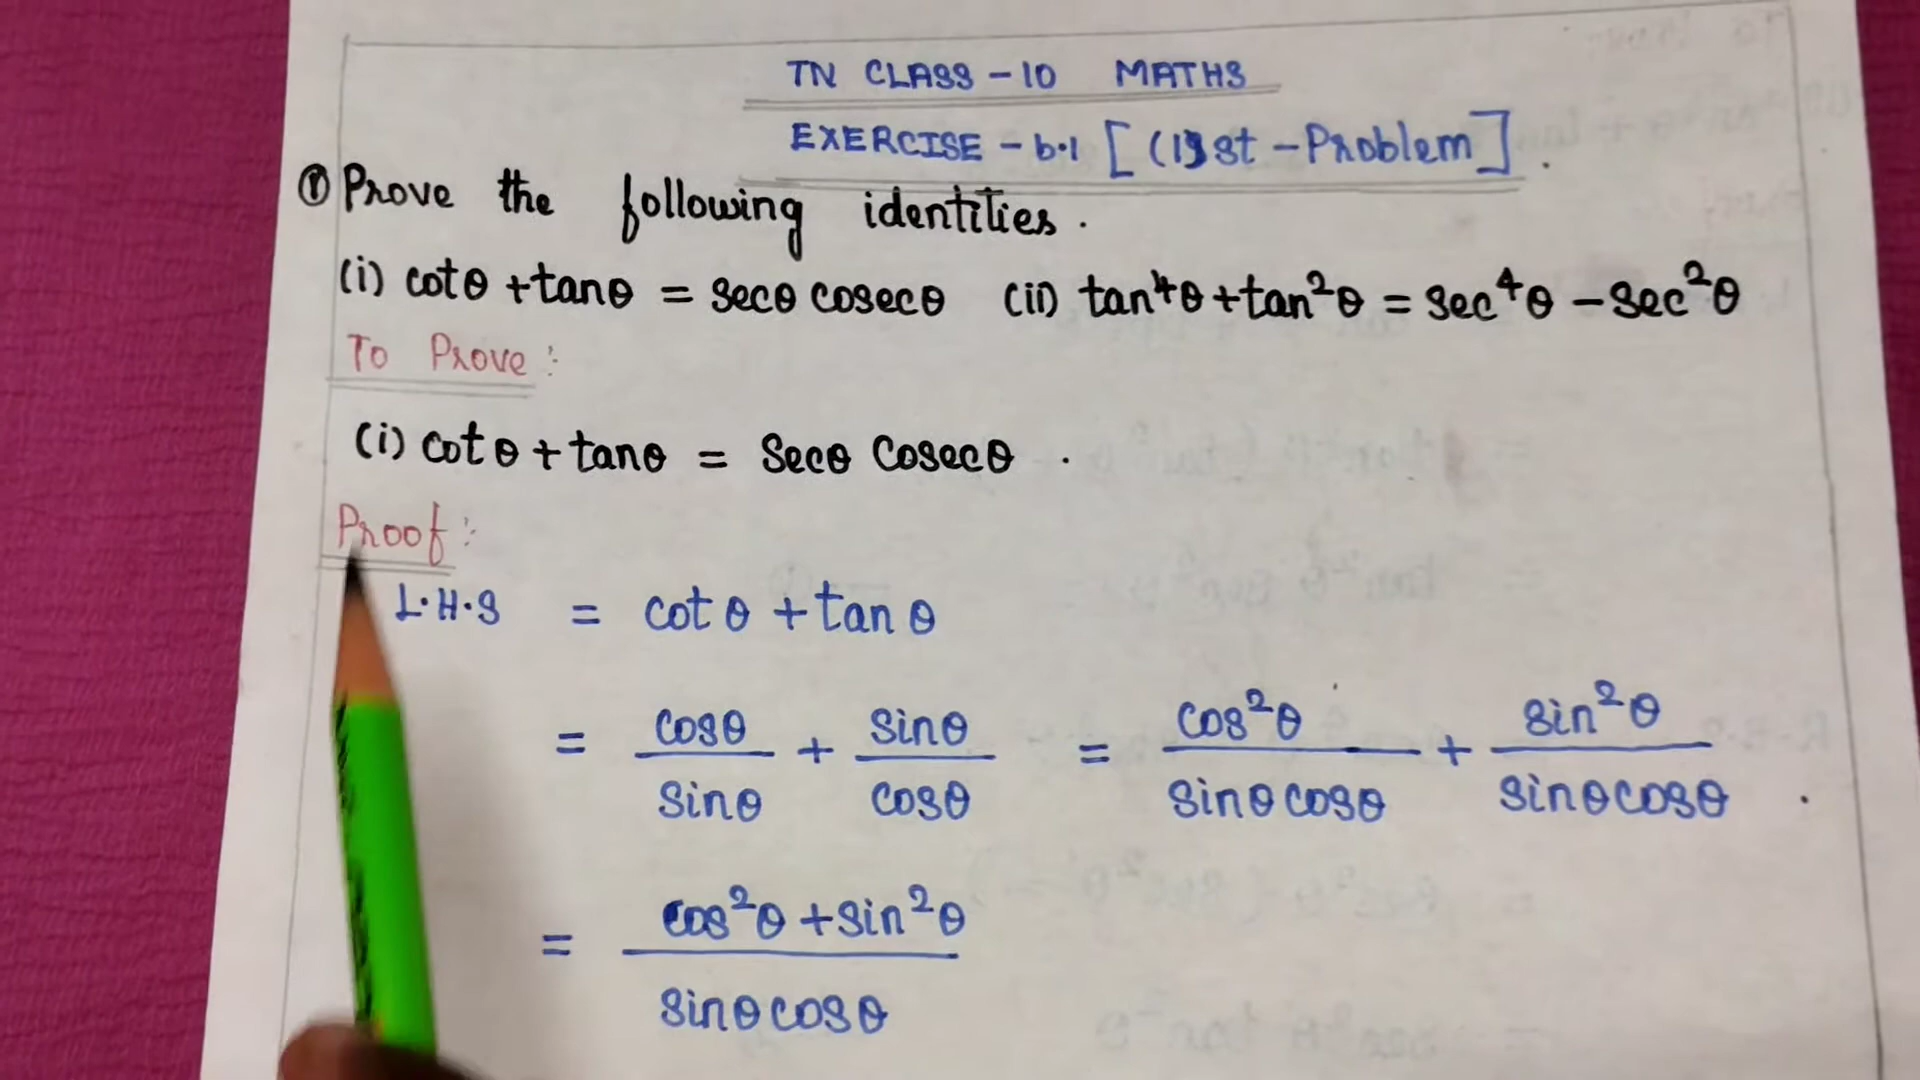 TN CLASS - 10 MATHS
EXERCISE - 6.1 [(1)st - Problem].
① Prove the following identities.
(i) cotθ + tanθ = secθ cosecθ (ii) tan⁴θ + tan²θ = sec⁴θ - sec²θ
To Prove:
(i) cotθ + tanθ = Secθ Cosecθ.
Proof:
L.H.S = cotθ + tanθ
= cosθ/sinθ + sinθ/cosθ = cos²θ/sinθcosθ + sin²θ/sinθcosθ.
= cos²θ + sin²θ/sinθcosθ